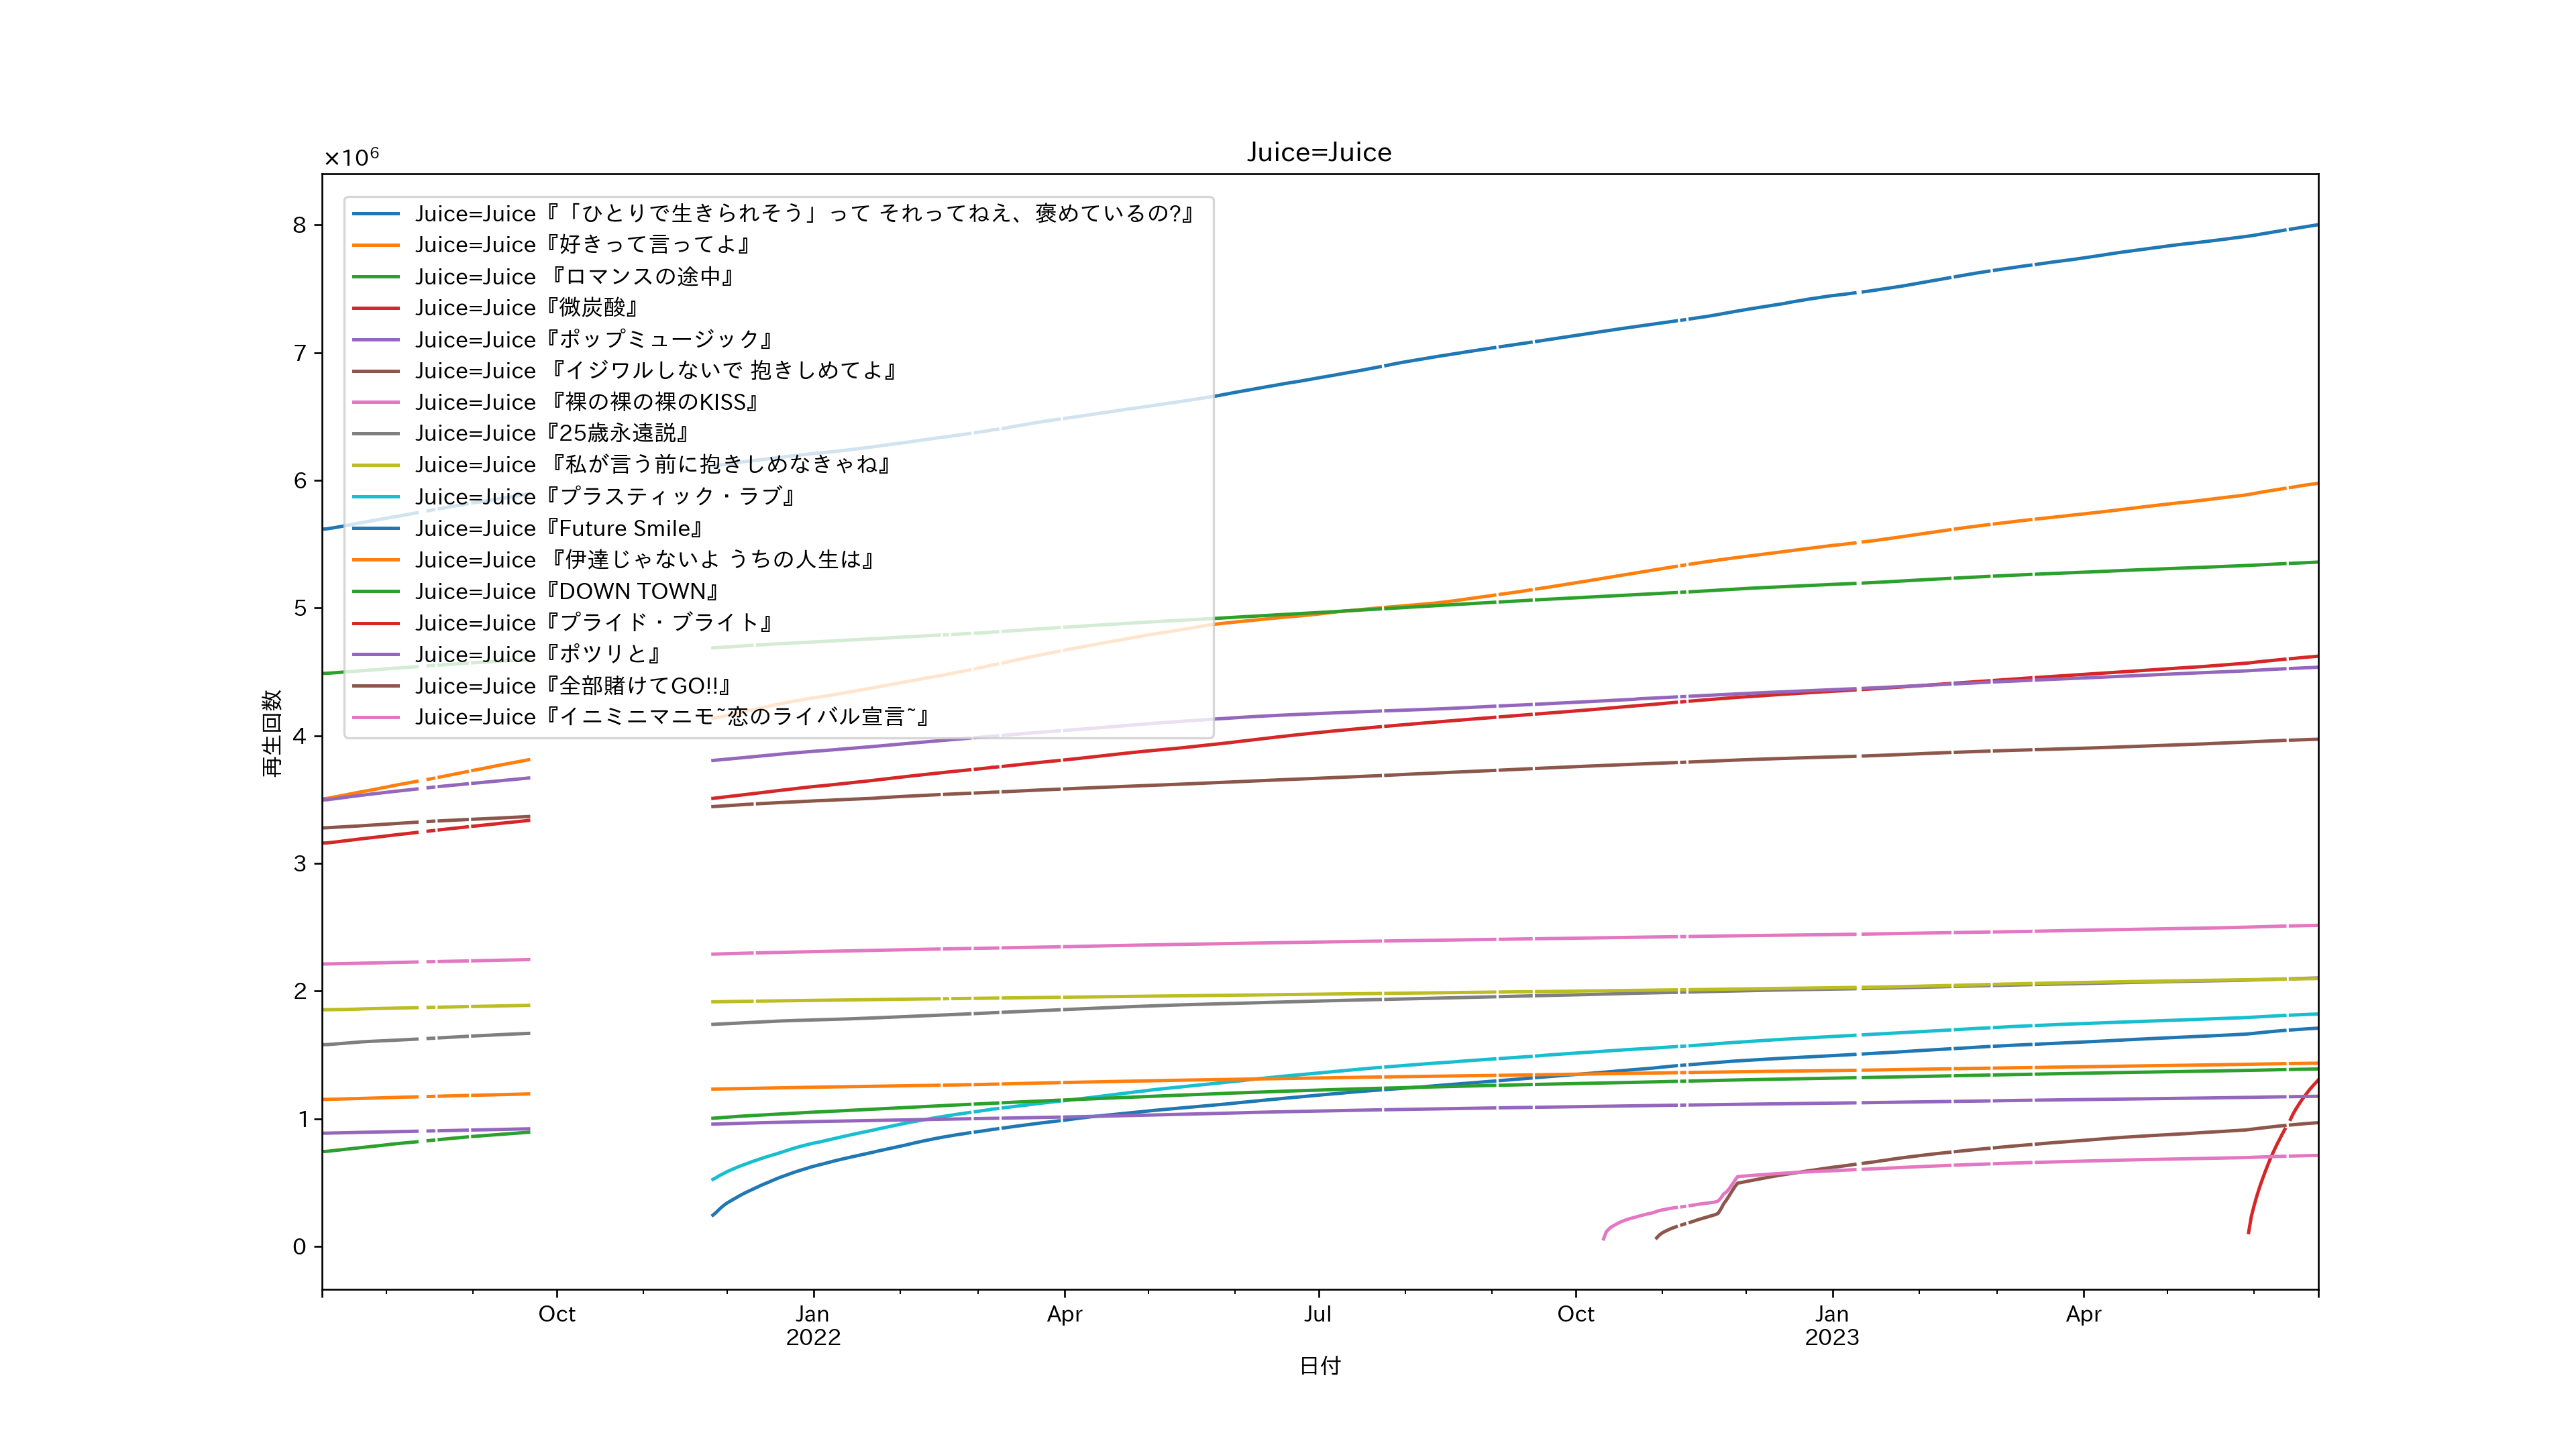 Juice=Juice
×10⁶
8
7
6
5
4
3
2
1
0
再生回数
Juice=Juice『「ひとりで生きられそう」って それってねえ、褒めているの?』
Juice=Juice『好きって言ってよ』
Juice=Juice 『ロマンスの途中』
Juice=Juice『微炭酸』
Juice=Juice『ポップミュージック』
Juice=Juice 『イジワルしないで 抱きしめてよ』
Juice=Juice 『裸の裸の裸のKISS』
Juice=Juice『25歳永遠説』
Juice=Juice 『私が言う前に抱きしめなきゃね』
Juice=Juice『プラスティック・ラブ』
Juice=Juice『Future Smile』
Juice=Juice 『伊達じゃないよ うちの人生は』
Juice=Juice『DOWN TOWN』
Juice=Juice『プライド・ブライト』
Juice=Juice『ポツリと』
Juice=Juice『全部賭けてGO!!』
Juice=Juice『イニミニマニモ~恋のライバル宣言~』
Oct Jan Apr Jul Oct Jan Apr
2022 2023
日付